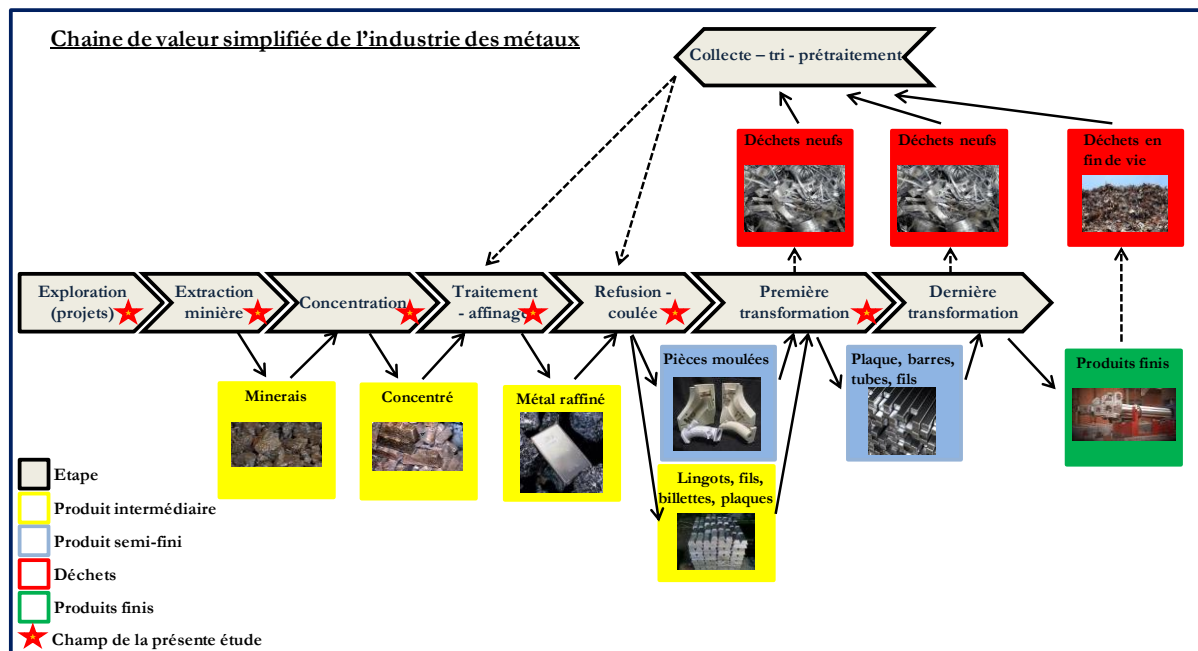 Chaine de valeur simplifiée de l'industrie des métaux
Collecte – tri - prétraitement
Déchets neufs
Déchets neufs
Déchets en
fin de vie
Exploration
(projets)
Extraction
minière
Concentration
Traitement
- affinage
Refusion -
coulée
Première
transformation
Dernière
transformation
Minerais
Concentré
Métal raffiné
Pièces moulées
Plaque, barres,
tubes, fils
Produits finis
Lingots, fils,
billettes, plaques
Etape
Produit intermédiaire
Produit semi-fini
Déchets
Produits finis
Champ de la présente étude